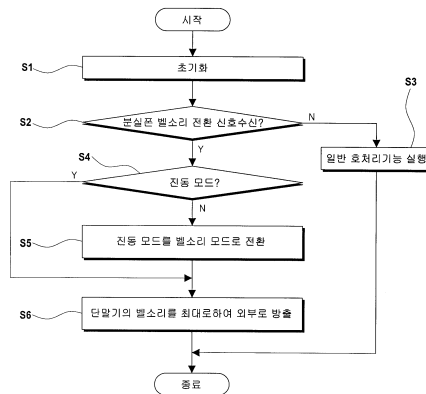 시작
S1
초기화
S2
분실폰 벨소리 전환 신호수신?
N
S3
Y
일반 호처리기능 실행
S4
Y
진동 모드?
N
S5
진동 모드를 벨소리 모드로 전환
S6
단말기의 벨소리를 최대로하여 외부로 방출
종료